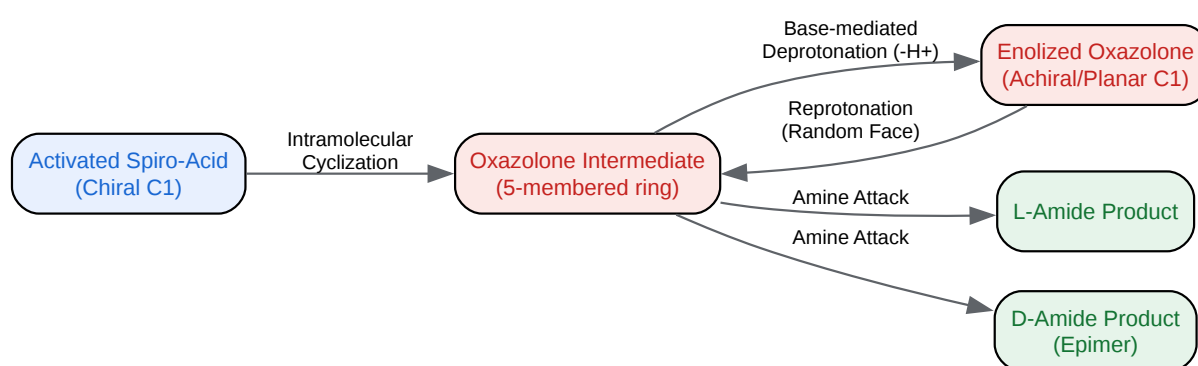 Activated Spiro-Acid
(Chiral C1)
Intramolecular
Cyclization
Oxazolone Intermediate
(5-membered ring)
Base-mediated
Deprotonation (-H+)
Enolized Oxazolone
(Achiral/Planar C1)
Reprotonation
(Random Face)
Amine Attack
L-Amide Product
Amine Attack
D-Amide Product
(Epimer)